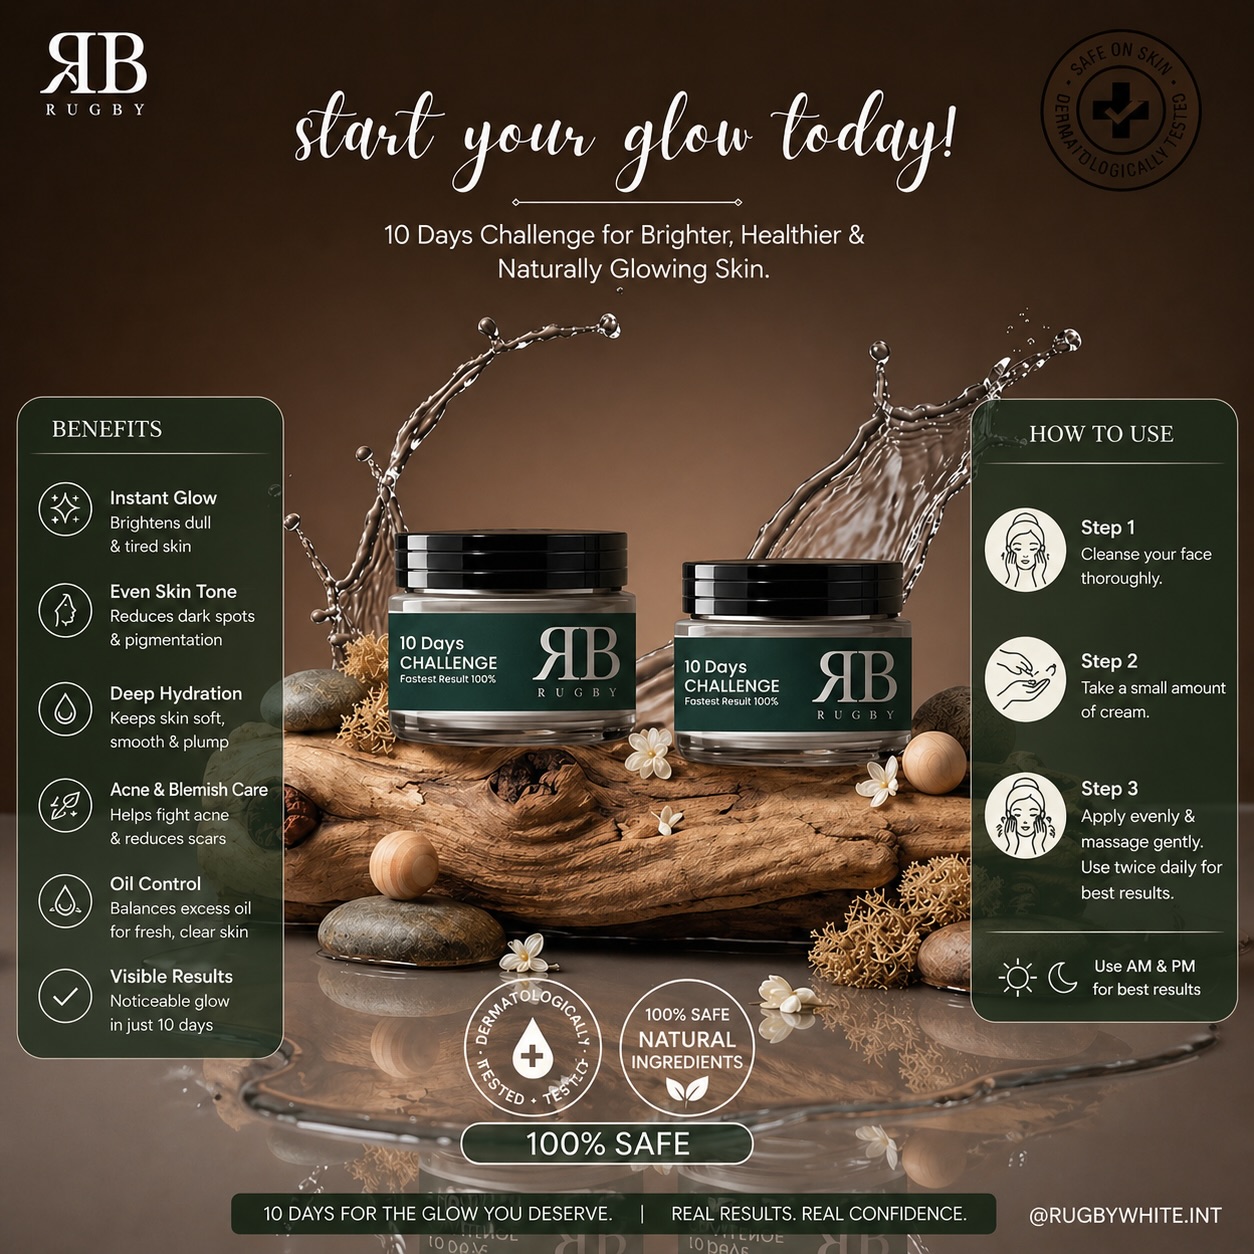 ЯB
RUGBY
start your glow today!
10 Days Challenge for Brighter, Healthier &
Naturally Glowing Skin.
SAFE ON SKIN
DERMATOLOGICALLY TESTED
BENEFITS
Instant Glow
Brightens dull
& tired skin
Even Skin Tone
Reduces dark spots
& pigmentation
Deep Hydration
Keeps skin soft,
smooth & plump
Acne & Blemish Care
Helps fight acne
& reduces scars
Oil Control
Balances excess oil
for fresh, clear skin
Visible Results
Noticeable glow
in just 10 days
10 Days
CHALLENGE
Fastest Result 100%
ЯB
RUGBY
10 Days
CHALLENGE
Fastest Result 100%
ЯB
RUGBY
HOW TO USE
Step 1
Cleanse your face
thoroughly.
Step 2
Take a small amount
of cream.
Step 3
Apply evenly &
massage gently.
Use twice daily for
best results.
Use AM & PM
for best results
DERMATOLOGICALLY
TESTED
100% SAFE
NATURAL
INGREDIENTS
100% SAFE
10 DAYS FOR THE GLOW YOU DESERVE. | REAL RESULTS. REAL CONFIDENCE.
@RUGBYWHITE.INT